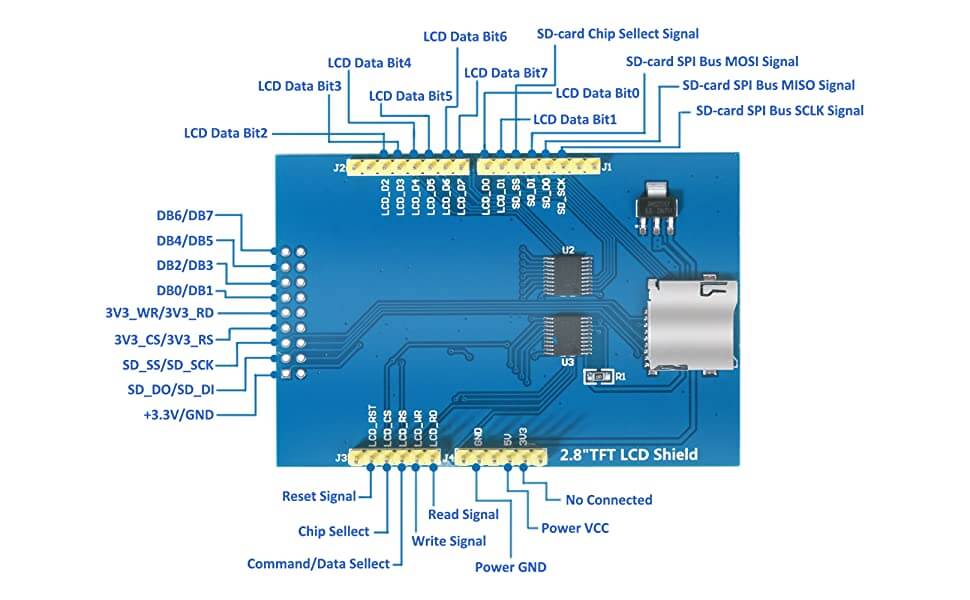 LCD Data Bit6
SD-card Chip Sellect Signal
LCD Data Bit4
SD-card SPI Bus MOSI Signal
LCD Data Bit7
LCD Data Bit3
SD-card SPI Bus MISO Signal
LCD Data Bit5
LCD Data Bit0
SD-card SPI Bus SCLK Signal
LCD Data Bit1
LCD Data Bit2
J2
J1
LCD_D2
LCD_D3
LCD_D4
LCD_D5
LCD_D6
LCD_D7
LCD_D0
LCD_D1
SD_SS
SD_DI
SD_DO
SD_SCK
DB6/DB7
DB4/DB5
DB2/DB3
DB0/DB1
3V3_WR/3V3_RD
3V3_CS/3V3_RS
SD_SS/SD_SCK
SD_DO/SD_DI
+3.3V/GND
U2
U3
R1
LCD_RST
LCD_CS
LCD_RS
LCD_WR
LCD_RD
GND
5V
3V3
J3
J4
2.8"TFT LCD Shield
Reset Signal
No Connected
Read Signal
Chip Sellect
Power VCC
Write Signal
Command/Data Sellect
Power GND